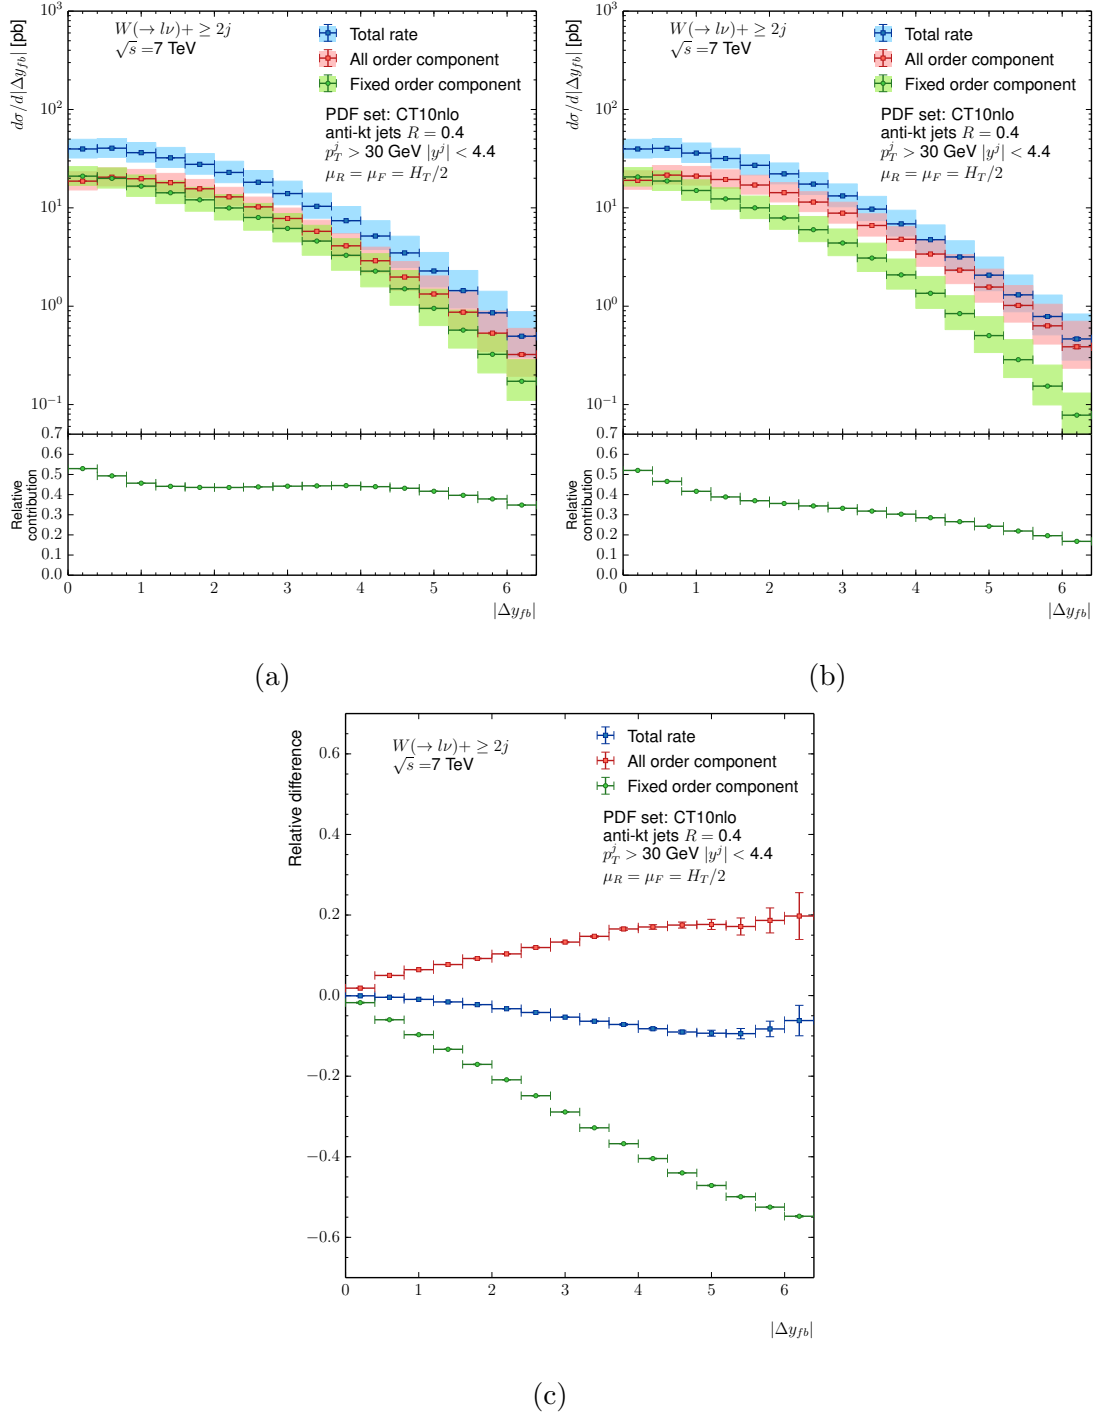 W(→ lν)+ ≥ 2j
√s =7 TeV
Total rate
All order component
Fixed order component
PDF set: CT10nlo
anti-kt jets R = 0.4
p_T^j > 30 GeV |y^j| < 4.4
μ_R = μ_F = H_T/2
dσ/d|Δy_fb| [pb]
10^3
10^2
10^1
10^0
10^−1
0.7
0.6
0.5
0.4
0.3
0.2
0.1
0.0
Relative
contribution
0 1 2 3 4 5 6
|Δy_fb|
(a)
W(→ lν)+ ≥ 2j
√s =7 TeV
Total rate
All order component
Fixed order component
PDF set: CT10nlo
anti-kt jets R = 0.4
p_T^j > 30 GeV |y^j| < 4.4
μ_R = μ_F = H_T/2
dσ/d|Δy_fb| [pb]
10^3
10^2
10^1
10^0
10^−1
0.7
0.6
0.5
0.4
0.3
0.2
0.1
0.0
Relative
contribution
0 1 2 3 4 5 6
|Δy_fb|
(b)
W(→ lν)+ ≥ 2j
√s =7 TeV
Total rate
All order component
Fixed order component
PDF set: CT10nlo
anti-kt jets R = 0.4
p_T^j > 30 GeV |y^j| < 4.4
μ_R = μ_F = H_T/2
Relative difference
0.6
0.4
0.2
0.0
−0.2
−0.4
−0.6
0 1 2 3 4 5 6
|Δy_fb|
(c)